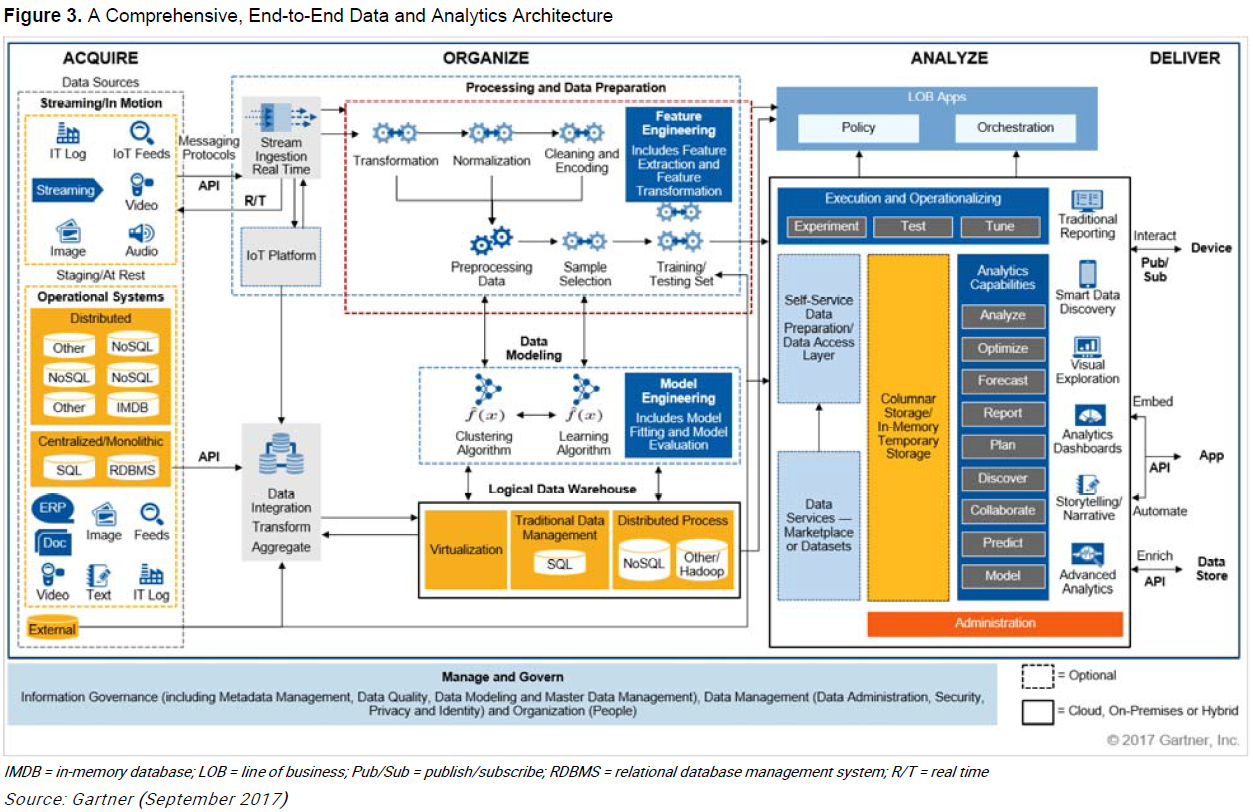 Figure 3. A Comprehensive, End-to-End Data and Analytics Architecture
ACQUIRE
ORGANIZE
ANALYZE
DELIVER
Data Sources
Streaming/In Motion
IT Log
IoT Feeds
Streaming
Video
Image
Audio
Staging/At Rest
Operational Systems
Distributed
Other
NoSQL
NoSQL
NoSQL
Other
IMDB
Centralized/Monolithic
SQL
RDBMS
ERP
Doc
Image
Feeds
Video
Text
IT Log
External
Messaging
Protocols
API
R/T
API
Processing and Data Preparation
Stream
Ingestion
Real Time
IoT Platform
Transformation
Normalization
Cleaning and
Encoding
Feature
Engineering
Includes Feature
Extraction and
Feature
Transformation
Preprocessing
Data
Sample
Selection
Training/
Testing Set
Data
Modeling
f̂(x)
Clustering
Algorithm
f̂(x)
Learning
Algorithm
Model
Engineering
Includes Model
Fitting and Model
Evaluation
Data
Integration
Transform
Aggregate
Logical Data Warehouse
Virtualization
Traditional Data
Management
SQL
Distributed Process
NoSQL
Other/
Hadoop
LOB Apps
Policy
Orchestration
Execution and Operationalizing
Experiment
Test
Tune
Self-Service
Data
Preparation/
Data Access
Layer
Data
Services —
Marketplace
or Datasets
Columnar
Storage/
In-Memory
Temporary
Storage
Analytics
Capabilities
Analyze
Optimize
Forecast
Report
Plan
Discover
Collaborate
Predict
Model
Administration
Traditional
Reporting
Smart Data
Discovery
Visual
Exploration
Analytics
Dashboards
Storytelling/
Narrative
Advanced
Analytics
Interact
Pub/
Sub
Device
Embed
API
App
Automate
Enrich
API
Data
Store
Manage and Govern
Information Governance (including Metadata Management, Data Quality, Data Modeling and Master Data Management), Data Management (Data Administration, Security,
Privacy and Identity) and Organization (People)
= Optional
= Cloud, On-Premises or Hybrid
© 2017 Gartner, Inc.
IMDB = in-memory database; LOB = line of business; Pub/Sub = publish/subscribe; RDBMS = relational database management system; R/T = real time
Source: Gartner (September 2017)